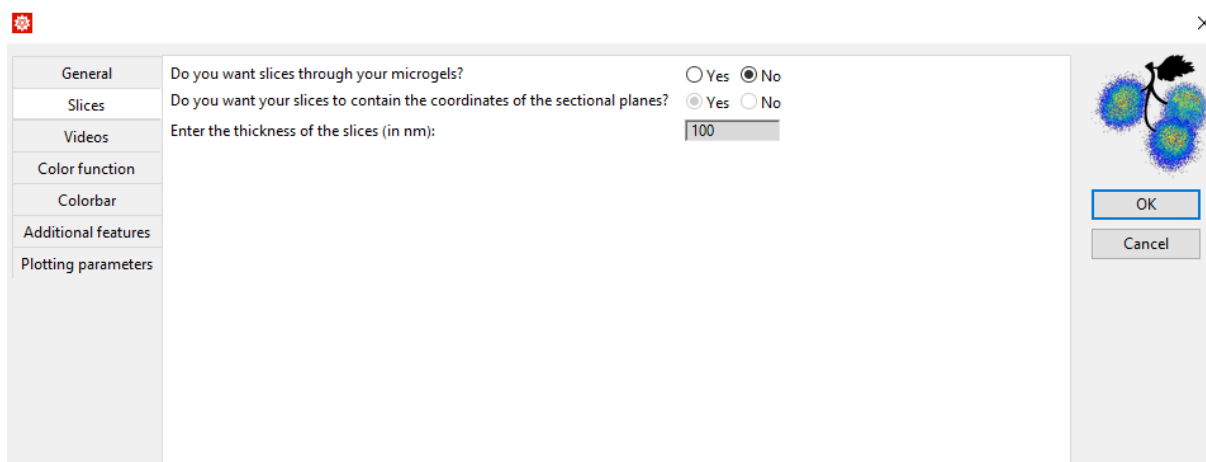 General
Slices
Videos
Color function
Colorbar
Additional features
Plotting parameters
Do you want slices through your microgels? Yes No
Do you want your slices to contain the coordinates of the sectional planes? Yes No
Enter the thickness of the slices (in nm): 100
OK
Cancel